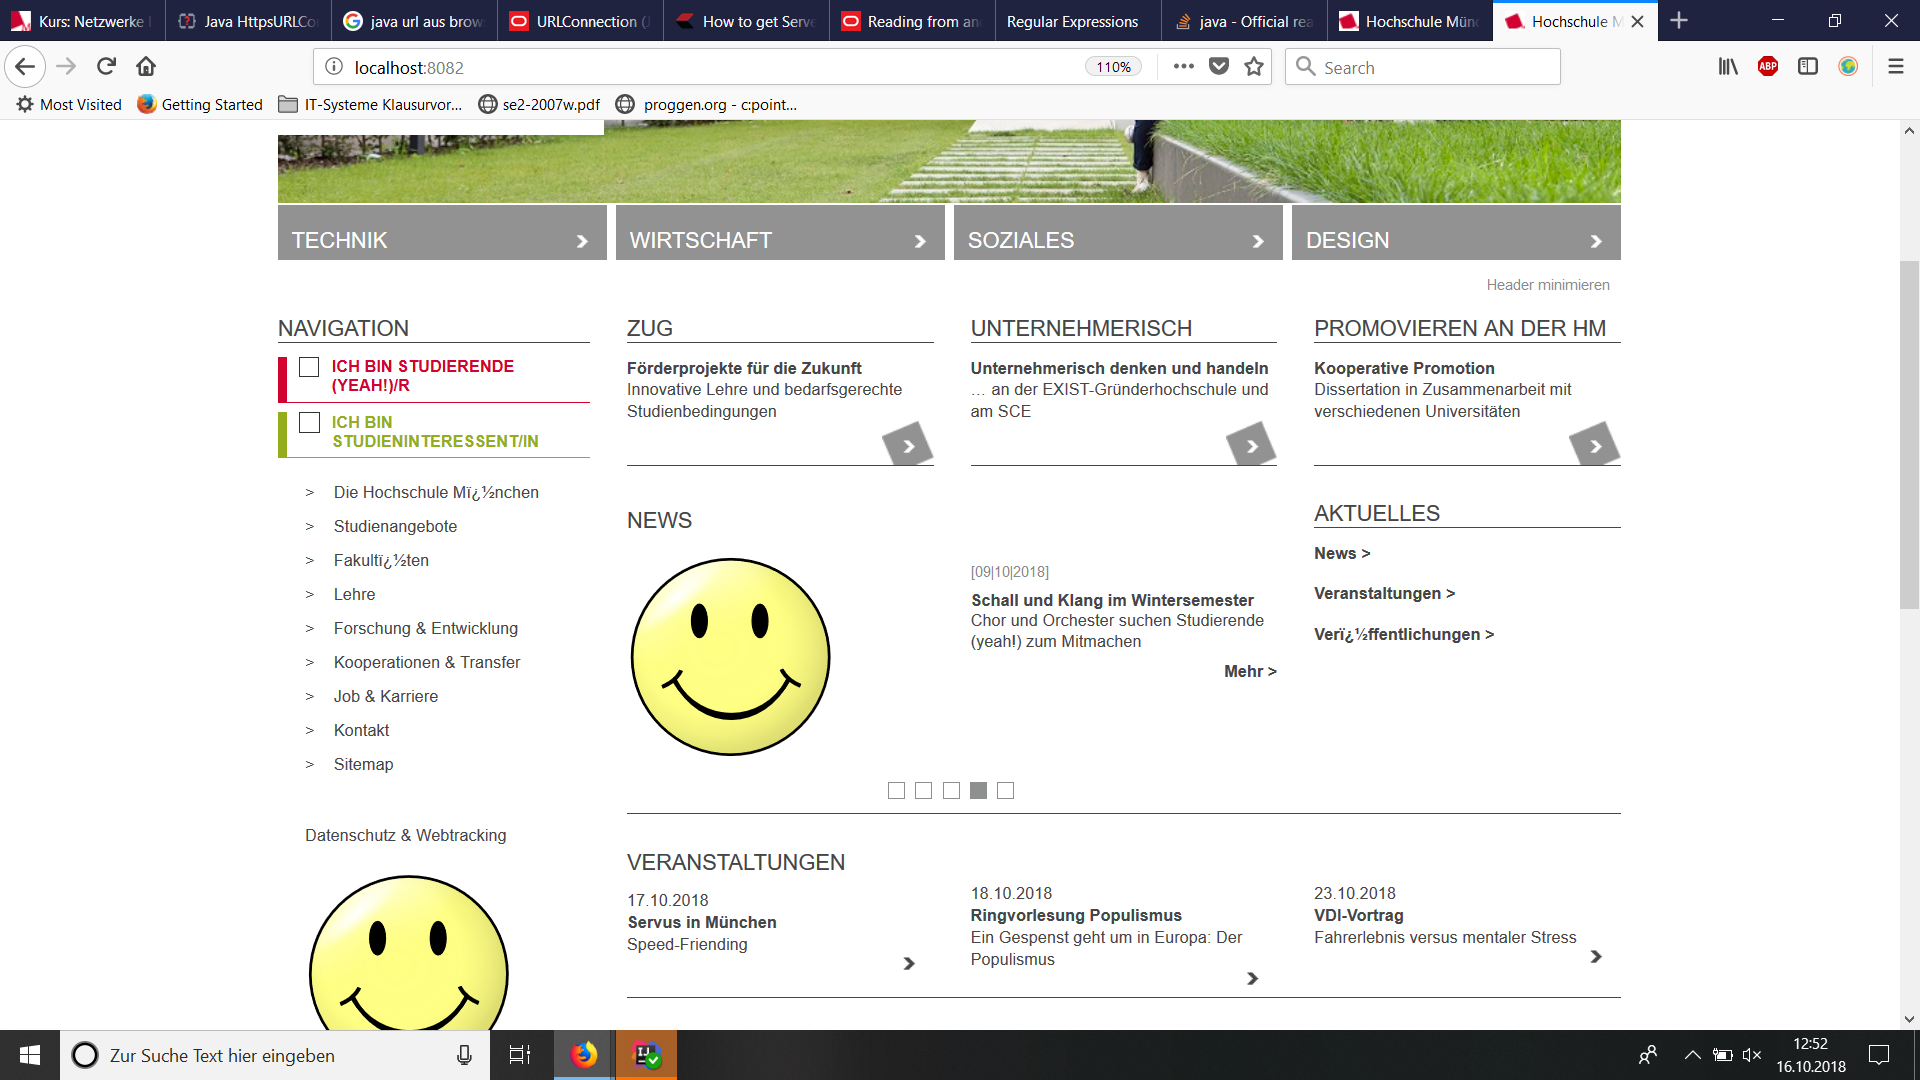 Kurs: Netzwerke
Java HttpsURLCo
java url aus brow
URLConnection (J
How to get Serve
Reading from an
Regular Expressions
java - Official rea
Hochschule Mün
Hochschule M
localhost:8082
110%
Search
Most Visited
Getting Started
IT-Systeme Klausurvor...
se2-2007w.pdf
proggen.org - c:point...
TECHNIK
WIRTSCHAFT
SOZIALES
DESIGN
Header minimieren
NAVIGATION
ICH BIN STUDIERENDE
(YEAH!)/R
ICH BIN
STUDIENINTERESSENT/IN
> Die Hochschule Mï¿½nchen
> Studienangebote
> Fakultï¿½ten
> Lehre
> Forschung & Entwicklung
> Kooperationen & Transfer
> Job & Karriere
> Kontakt
> Sitemap
Datenschutz & Webtracking
ZUG
Förderprojekte für die Zukunft
Innovative Lehre und bedarfsgerechte
Studienbedingungen
UNTERNEHMERISCH
Unternehmerisch denken und handeln
… an der EXIST-Gründerhochschule und
am SCE
PROMOVIEREN AN DER HM
Kooperative Promotion
Dissertation in Zusammenarbeit mit
verschiedenen Universitäten
NEWS
[09|10|2018]
Schall und Klang im Wintersemester
Chor und Orchester suchen Studierende
(yeah!) zum Mitmachen
Mehr >
AKTUELLES
News >
Veranstaltungen >
Verï¿½ffentlichungen >
VERANSTALTUNGEN
17.10.2018
Servus in München
Speed-Friending
18.10.2018
Ringvorlesung Populismus
Ein Gespenst geht um in Europa: Der
Populismus
23.10.2018
VDI-Vortrag
Fahrerlebnis versus mentaler Stress
Zur Suche Text hier eingeben
12:52
16.10.2018